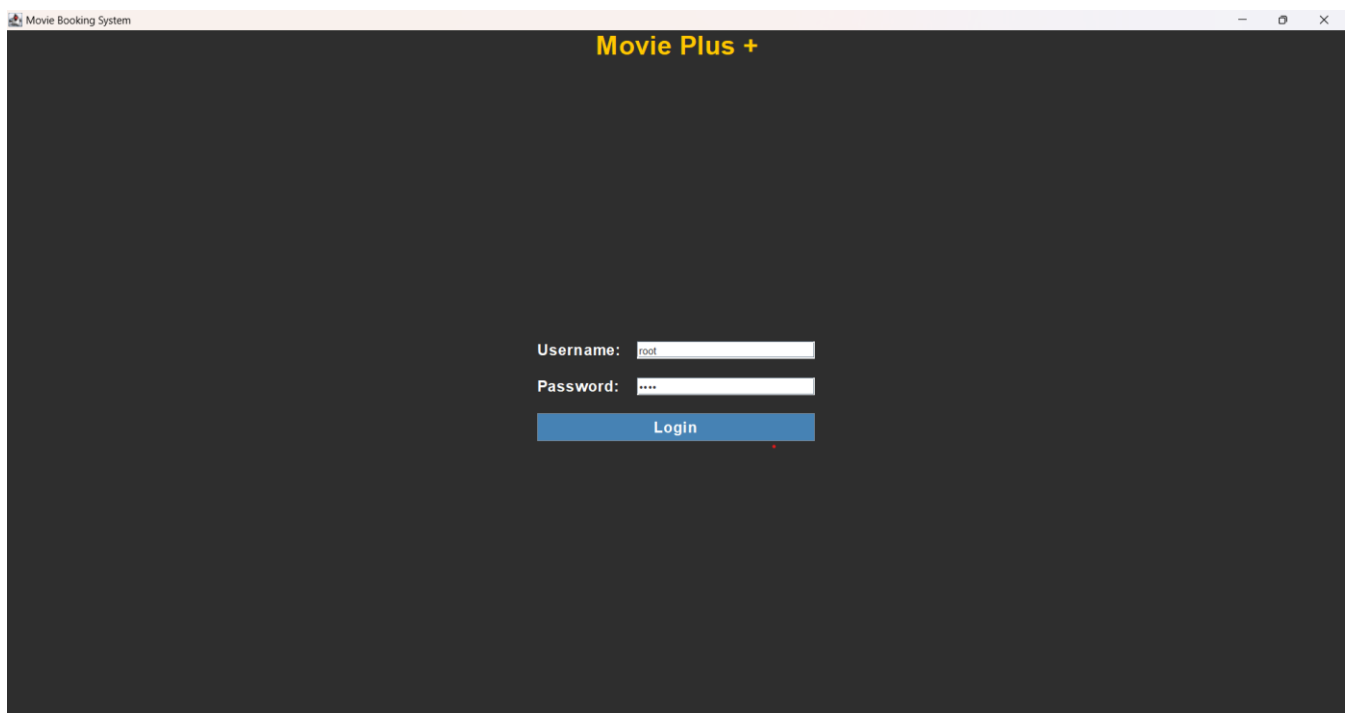 Movie Booking System
Movie Plus +
Username: root
Password: ••••
Login